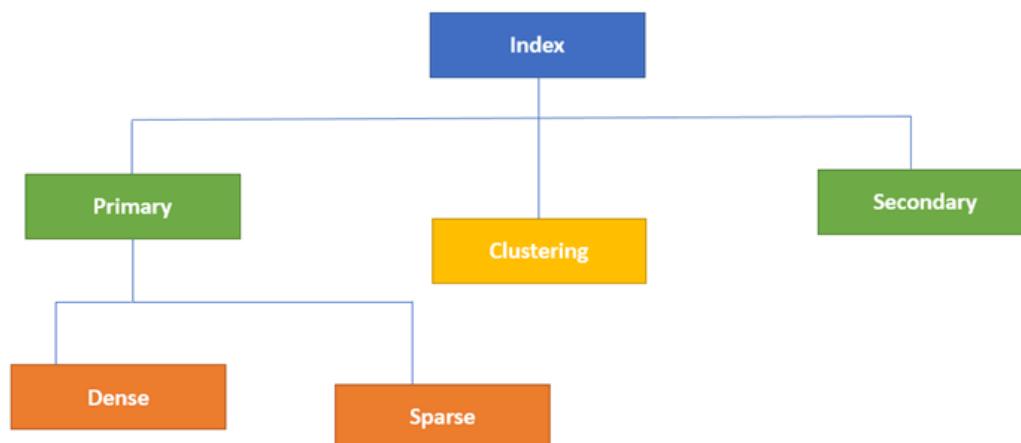 Index
Primary
Secondary
Clustering
Dense
Sparse